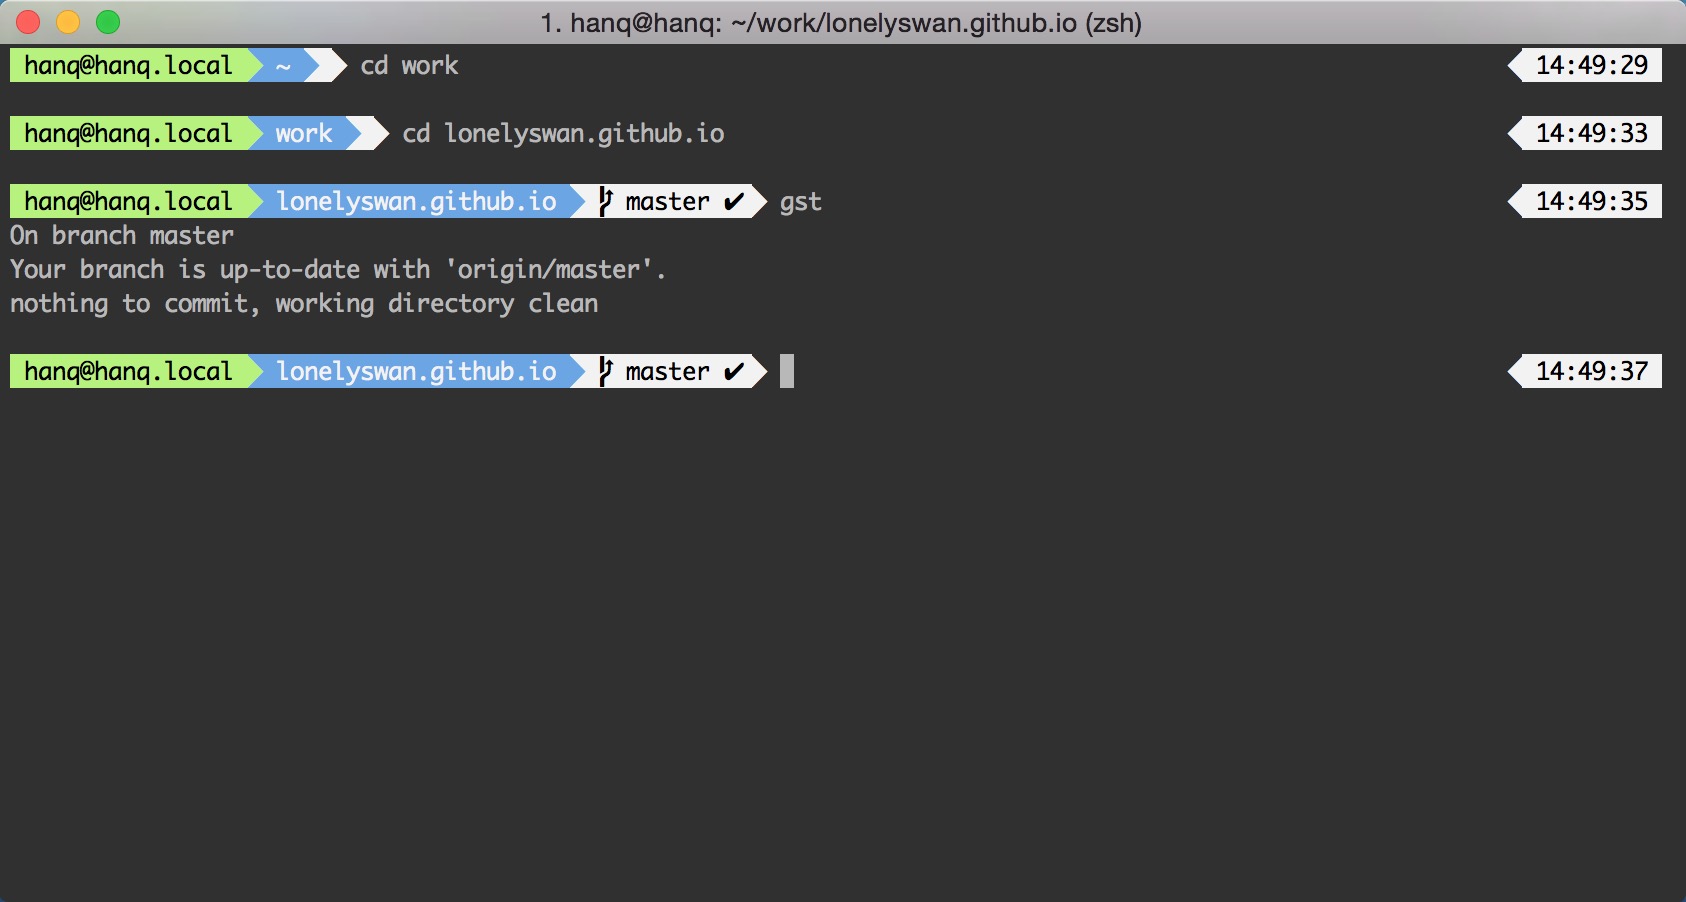 1. hanq@hanq: ~/work/lonelyswan.github.io (zsh)
hanq@hanq.local ~ cd work 14:49:29
hanq@hanq.local work cd lonelyswan.github.io 14:49:33
hanq@hanq.local lonelyswan.github.io master ✔ gst 14:49:35
On branch master
Your branch is up-to-date with 'origin/master'.
nothing to commit, working directory clean
hanq@hanq.local lonelyswan.github.io master ✔ 14:49:37